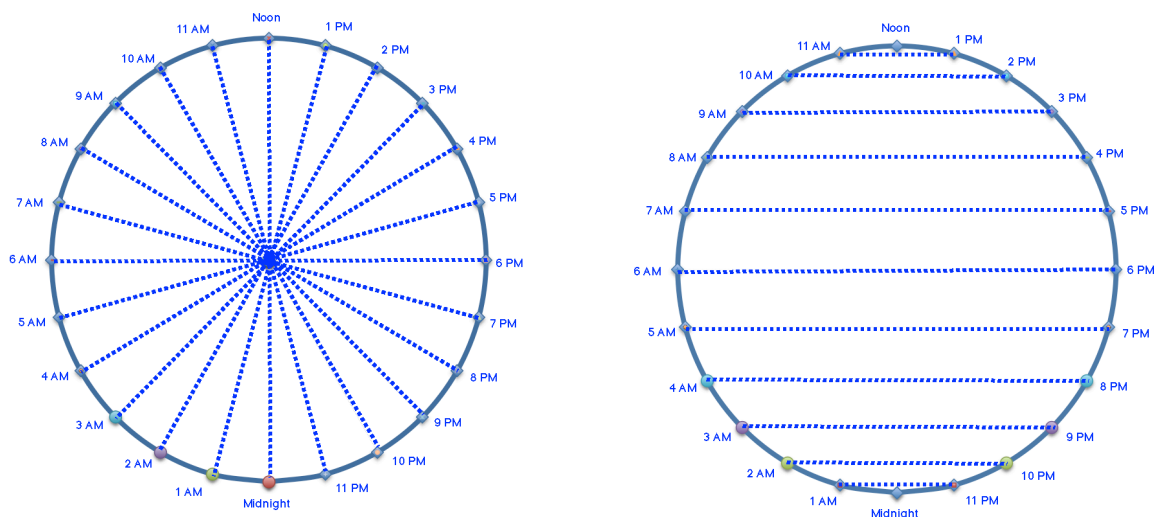 Noon
11 AM
1 PM
10 AM
2 PM
9 AM
3 PM
8 AM
4 PM
7 AM
5 PM
6 AM
6 PM
5 AM
7 PM
4 AM
8 PM
3 AM
9 PM
2 AM
10 PM
1 AM
11 PM
Midnight
Noon
11 AM
1 PM
10 AM
2 PM
9 AM
3 PM
8 AM
4 PM
7 AM
5 PM
6 AM
6 PM
5 AM
7 PM
4 AM
8 PM
3 AM
9 PM
2 AM
10 PM
1 AM
11 PM
Midnight